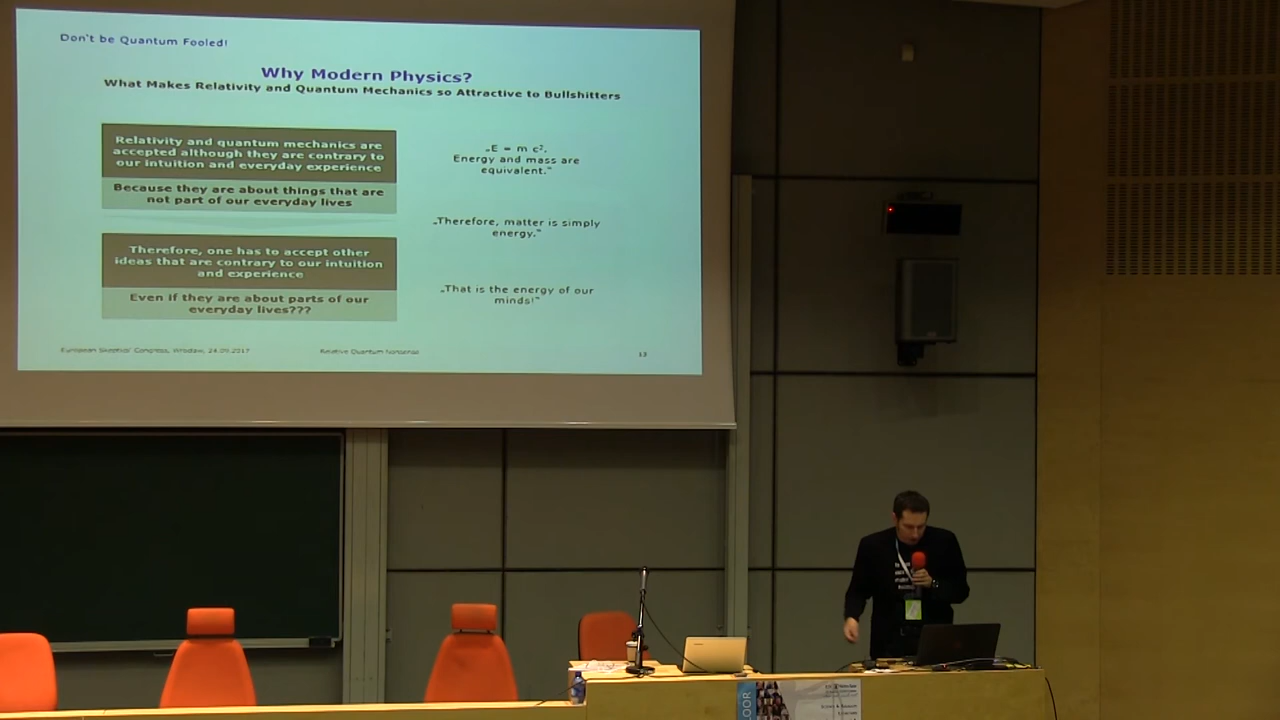 Don't be Quantum Fooled!
Why Modern Physics?
What Makes Relativity and Quantum Mechanics so Attractive to Bullshitters
Relativity and quantum mechanics are
accepted although they are contrary to
our intuition and everyday experience
Because they are about things that are
not part of our everyday lives
Therefore, one has to accept other
ideas that are contrary to our intuition
and experience
Even if they are about parts of our
everyday lives???
„E = m c².
Energy and mass are
equivalent.“
„Therefore, matter is simply
energy.“
„That is the energy of our
minds!“
European Skeptics' Congress, Wrocław, 24.09.2017
Relative Quantum Nonsense
13